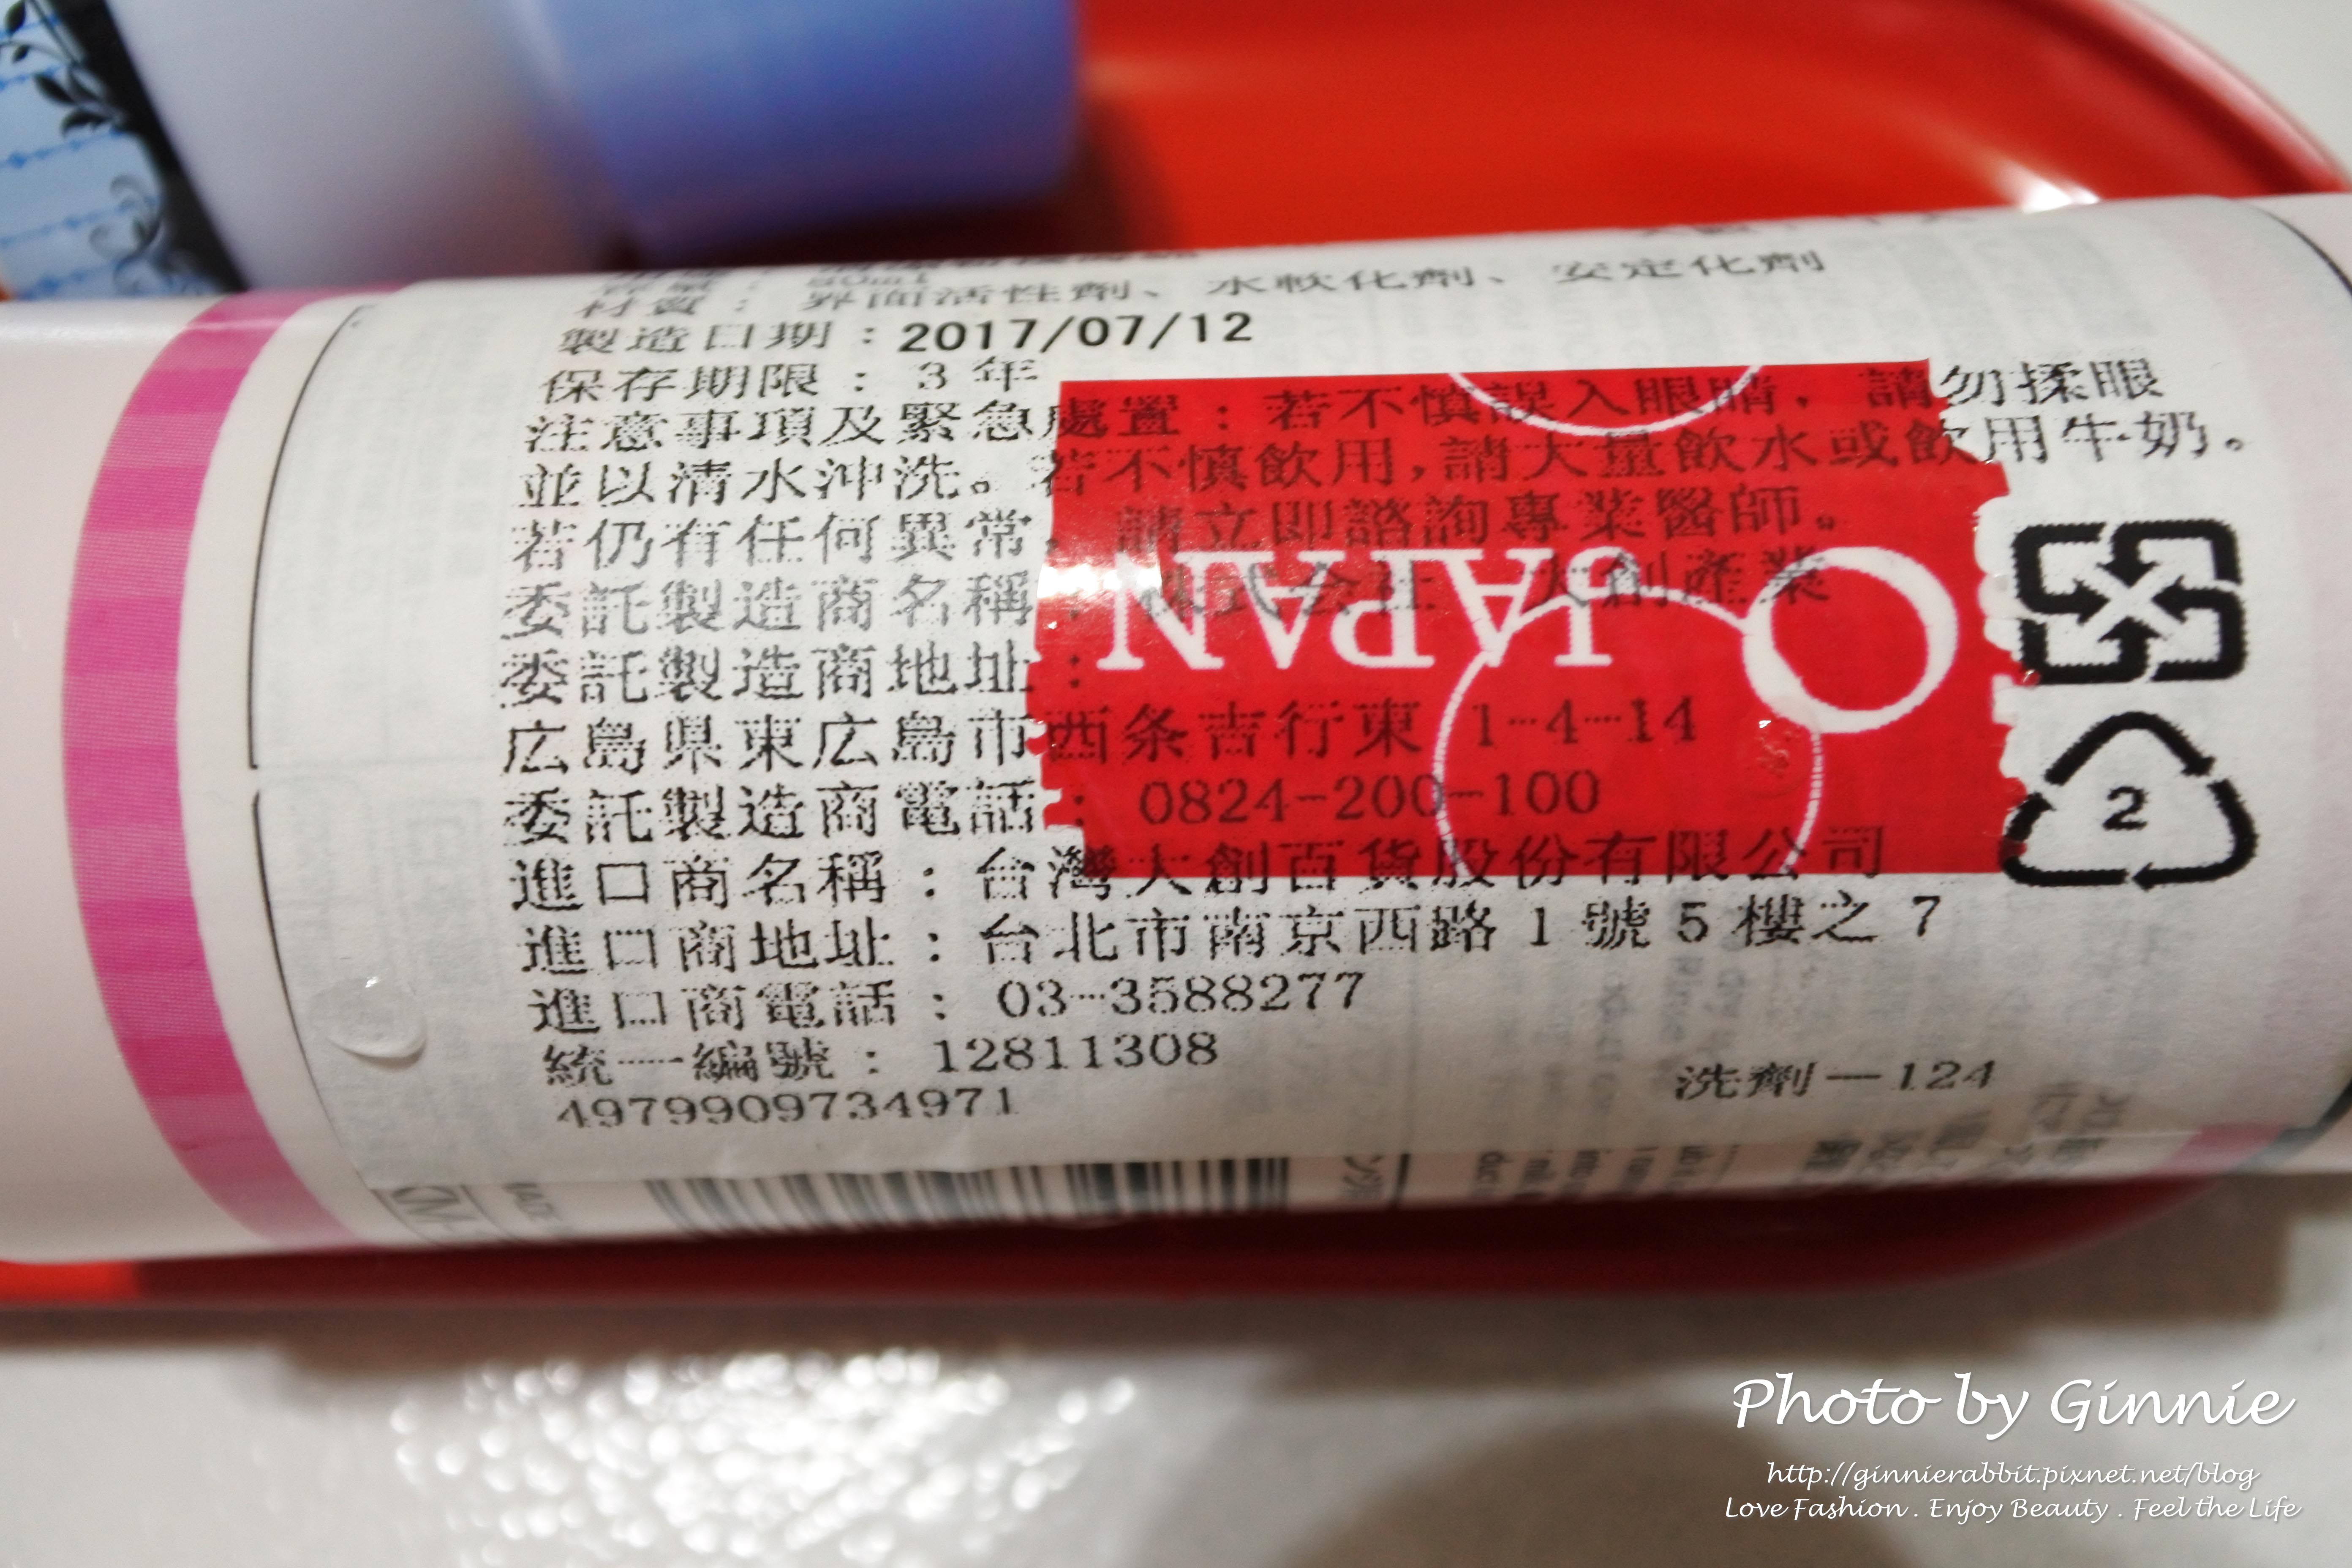 80ml
材質：界面活性劑、水軟化劑、安定化劑
製造日期：2017/07/12
保存期限：3年
注意事項及緊急處置：若不慎誤入眼睛，請勿揉眼
並以清水沖洗。若不慎飲用，請大量飲水或飲用牛奶。
若仍有任何異常，請立即諮詢專業醫師。
委託製造商名稱：株式会社 大創產業
委託製造商地址：
広島県東広島市西条吉行東 1-4-14
委託製造商電話：0824-200-100
進口商名稱：台灣大創百貨股份有限公司
進口商地址：台北市南京西路1號5樓之7
進口商電話：03-3588277
統一編號：12811308
4979909734971
洗劑-124
JAPAN
2
Photo by Ginnie
http://ginnierabbit.pixnet.net/blog
Love Fashion . Enjoy Beauty . Feel the Life